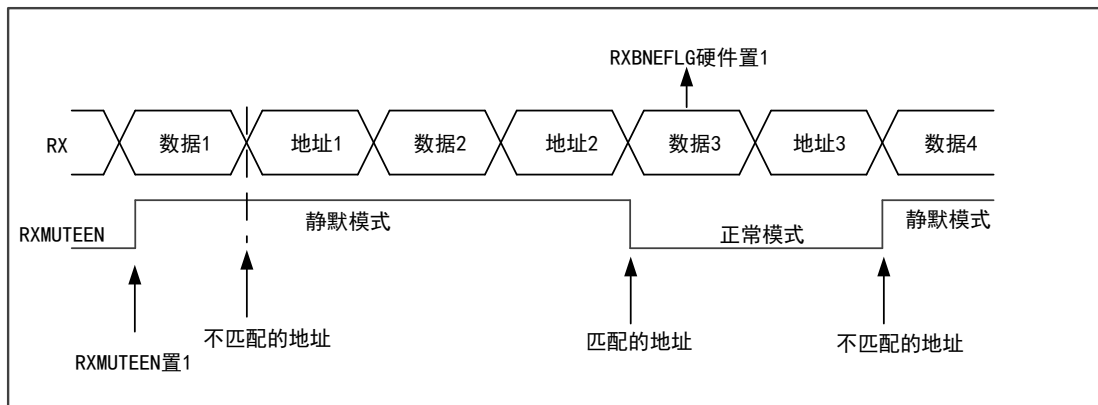 RXBNEFLG硬件置1
RX 数据1 地址1 数据2 地址2 数据3 地址3 数据4
RXMUTEEN 静默模式 正常模式 静默模式
不匹配的地址 匹配的地址 不匹配的地址
RXMUTEEN置1